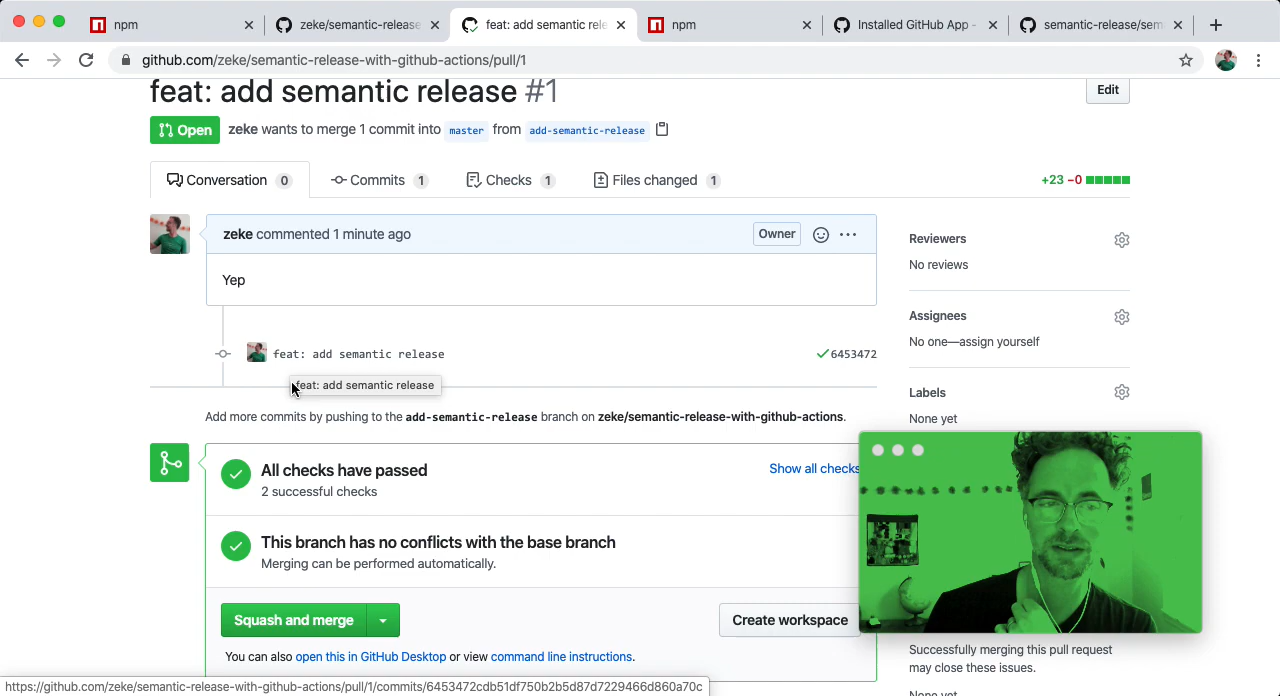 npm
zeke/semantic-release
feat: add semantic rele
npm
Installed GitHub App -
semantic-release/sem
github.com/zeke/semantic-release-with-github-actions/pull/1
feat: add semantic release #1
Edit
Open
zeke wants to merge 1 commit into master from add-semantic-release
Conversation 0
Commits 1
Checks 1
Files changed 1
+23 −0
zeke commented 1 minute ago
Owner
Yep
feat: add semantic release
6453472
feat: add semantic release
Add more commits by pushing to the add-semantic-release branch on zeke/semantic-release-with-github-actions.
All checks have passed
2 successful checks
Show all checks
This branch has no conflicts with the base branch
Merging can be performed automatically.
Squash and merge
Create workspace
You can also open this in GitHub Desktop or view command line instructions.
Reviewers
No reviews
Assignees
No one—assign yourself
Labels
None yet
Successfully merging this pull request
may close these issues.
None yet
https://github.com/zeke/semantic-release-with-github-actions/pull/1/commits/6453472cdb51df750b2b5d87d7229466d860a70c